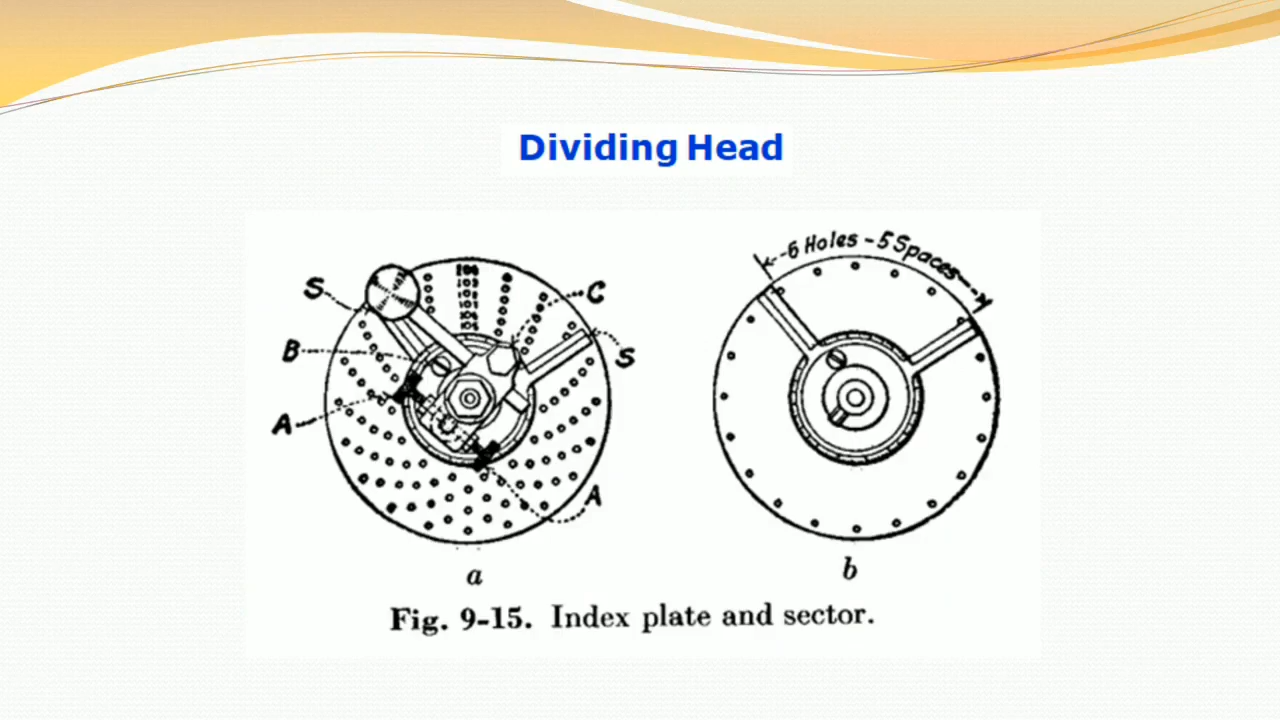 Dividing Head
6 Holes - 5 Spaces
S
C
B
S
A
A
a
b
Fig. 9-15. Index plate and sector.